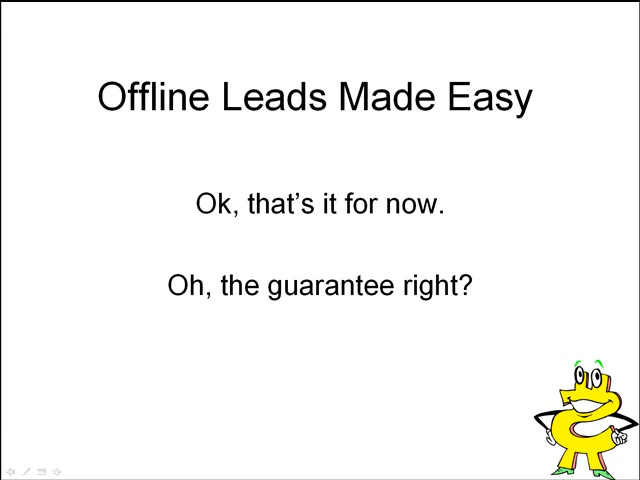 Offline Leads Made Easy
Ok, that’s it for now.
Oh, the guarantee right?